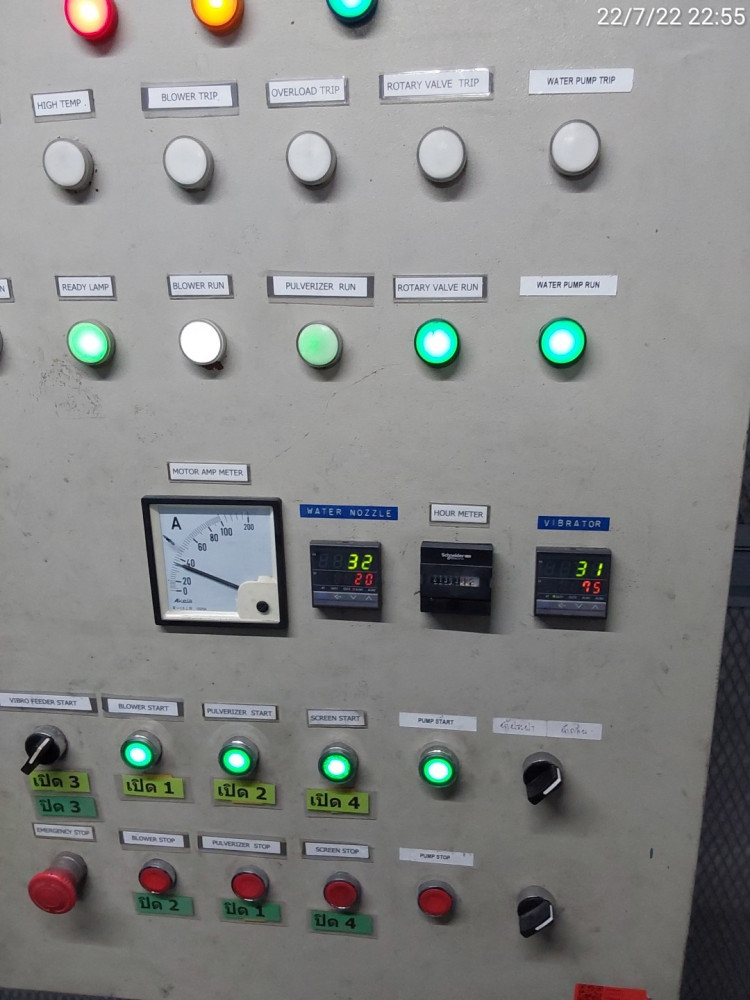 22/7/22 22:55
HIGH TEMP
BLOWER TRIP
OVERLOAD TRIP
ROTARY VALVE TRIP
WATER PUMP TRIP
READY LAMP
BLOWER RUN
PULVERIZER RUN
ROTARY VALVE RUN
WATER PUMP RUN
MOTOR AMP METER
WATER NOZZLE
HOUR METER
VIBRATOR
A
200
100
80
60
40
20
0
32
20
Schneider
31
75
VIBRO FEEDER START
BLOWER START
PULVERIZER START
SCREEN START
PUMP START
เปิด 3
ปิด 3
เปิด 1
เปิด 2
เปิด 4
EMERGENCY STOP
BLOWER STOP
PULVERIZER STOP
SCREEN STOP
PUMP STOP
ปิด 2
ปิด 1
ปิด 4